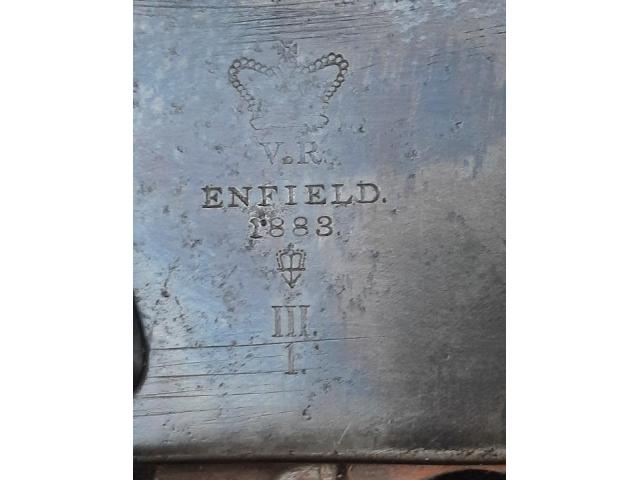 V.R.
ENFIELD.
1883.
III.
1.